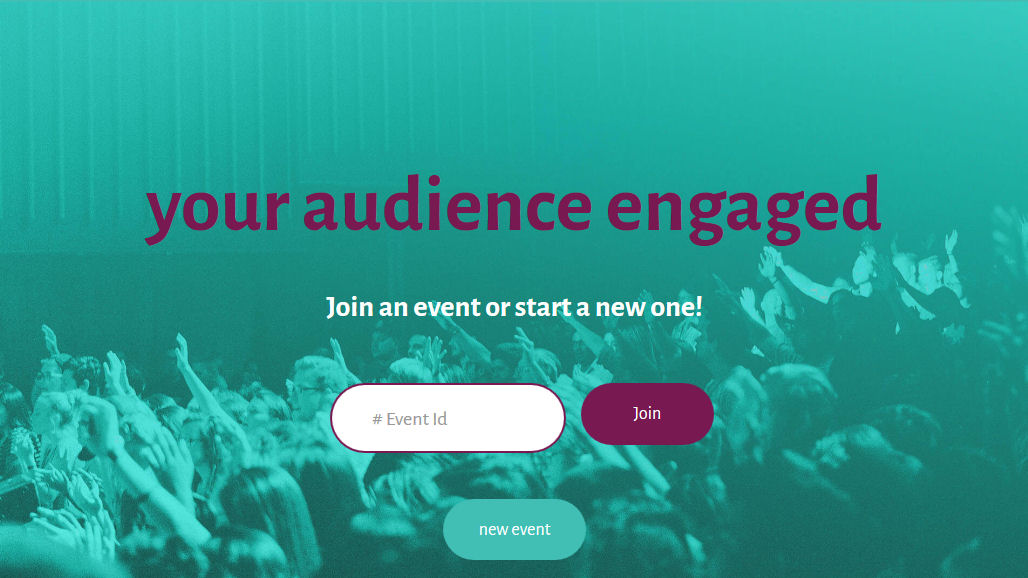 your audience engaged
Join an event or start a new one!
# Event Id
Join
new event